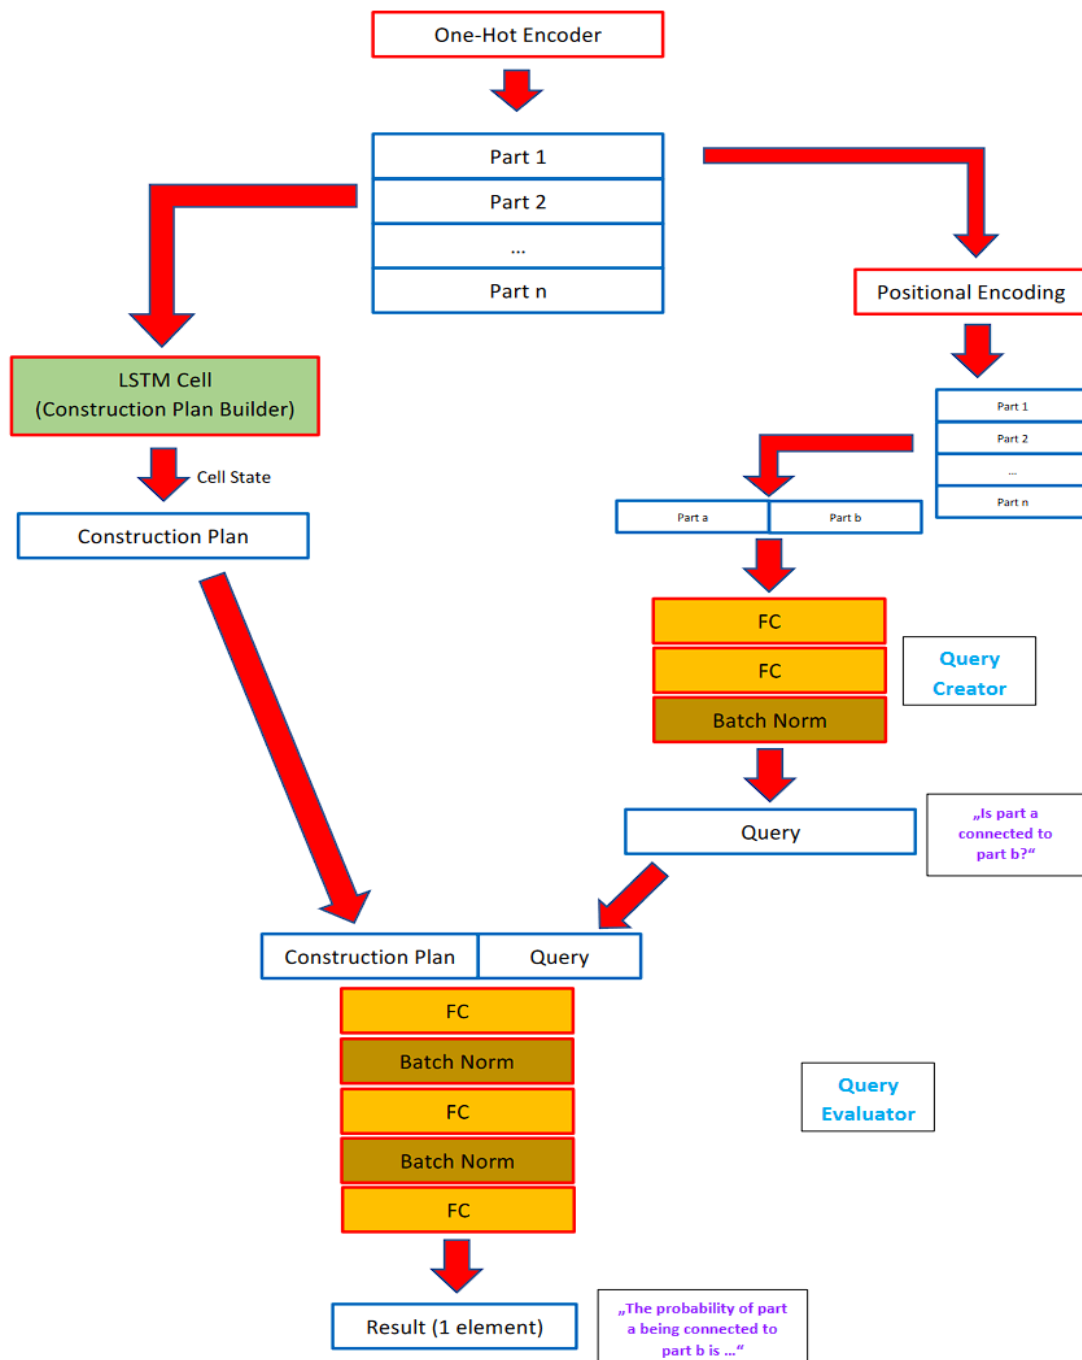 One-Hot Encoder
Part 1
Part 2
...
Part n
Positional Encoding
LSTM Cell
(Construction Plan Builder)
Cell State
Construction Plan
Part 1
Part 2
...
Part n
Part a
Part b
FC
FC
Batch Norm
Query
Creator
Query
„Is part a
connected to
part b?“
Construction Plan
Query
FC
Batch Norm
FC
Batch Norm
FC
Query
Evaluator
Result (1 element)
„The probability of part
a being connected to
part b is ...“